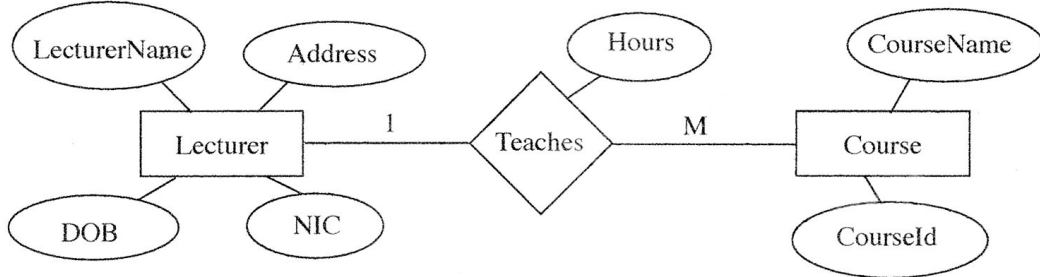 LecturerName
Address
Hours
CourseName
Lecturer
1
Teaches
M
Course
DOB
NIC
CourseId